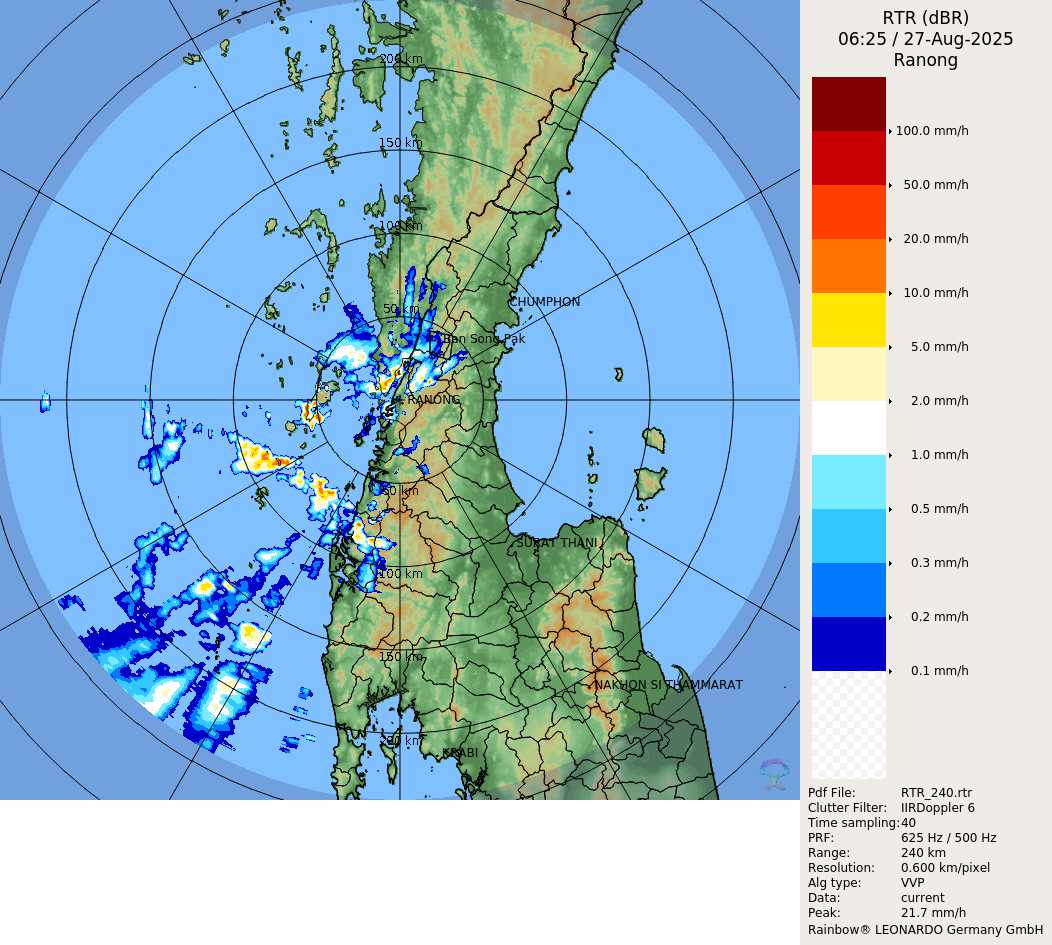 RTR (dBR)
06:25 / 27-Aug-2025
Ranong
200 km
150 km
100 km
50 km
CHUMPHON
Ban Song Pak
RANONG
50 km
SURAT THANI
100 km
150 km
NAKHON SI THAMMARAT
200 km
KRABI
100.0 mm/h
50.0 mm/h
20.0 mm/h
10.0 mm/h
5.0 mm/h
2.0 mm/h
1.0 mm/h
0.5 mm/h
0.3 mm/h
0.2 mm/h
0.1 mm/h
Pdf File: RTR_240.rtr
Clutter Filter: IIRDoppler 6
Time sampling:40
PRF: 625 Hz / 500 Hz
Range: 240 km
Resolution: 0.600 km/pixel
Alg type: VVP
Data: current
Peak: 21.7 mm/h
Rainbow® LEONARDO Germany GmbH